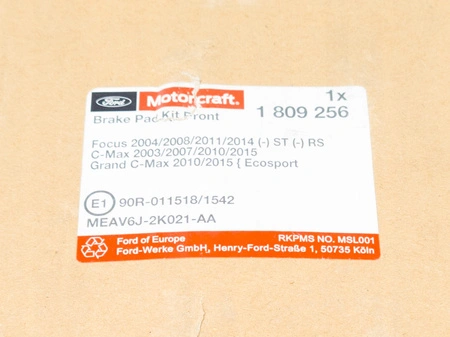 Ford
Motorcraft.
1x
Brake Pad Kit Front
1 809 256
Focus 2004/2008/2011/2014 (-) ST (-) RS
C-Max 2003/2007/2010/2015
Grand C-Max 2010/2015 { Ecosport
E1 90R-011518/1542
MEAV6J-2K021-AA
Ford of Europe
RKPMS NO. MSL001
Ford-Werke GmbH, Henry-Ford-Straße 1, 50735 Köln